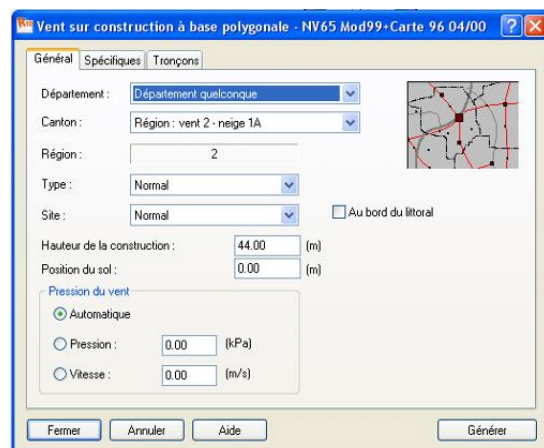 Vent sur construction à base polygonale - NV65 Mod99+Carte 96 04/00
Général Spécifiques Tronçons
Département : Département quelconque
Canton : Région : vent 2 - neige 1A
Région : 2
Type : Normal
Site : Normal Au bord du littoral
Hauteur de la construction : 44.00 (m)
Position du sol : 0.00 (m)
Pression du vent
Automatique
Pression : 0.00 (kPa)
Vitesse : 0.00 (m/s)
Fermer Annuler Aide Générer